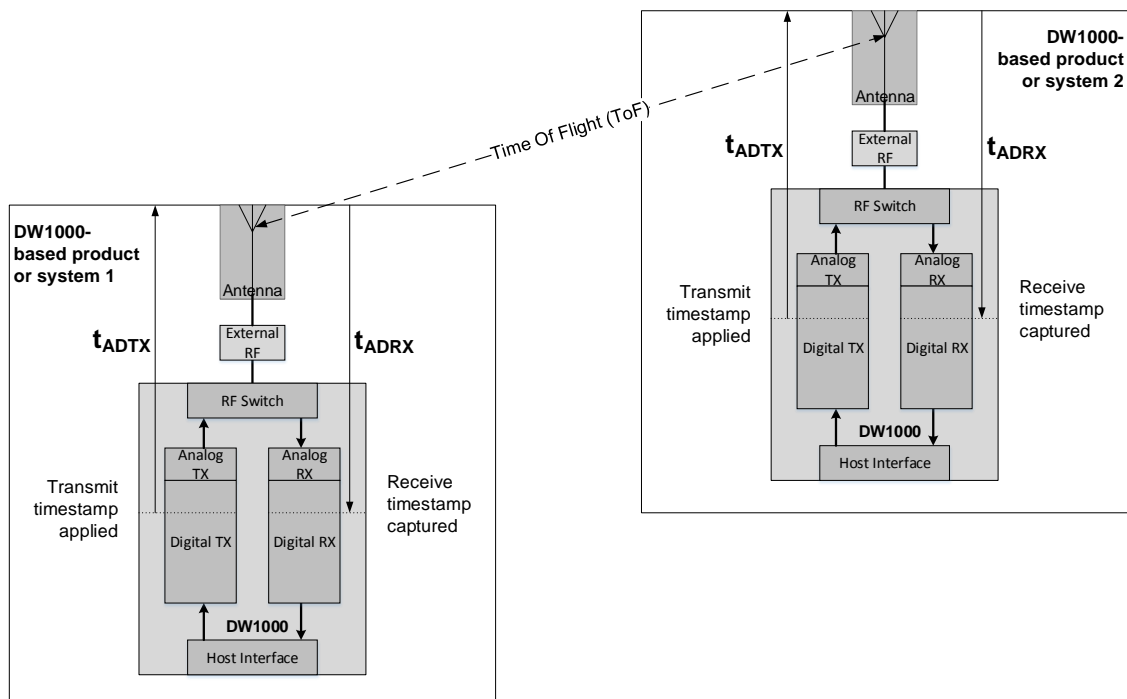 DW1000-
based product
or system 1
Antenna
External
RF
tADTX
tADRX
RF Switch
Analog
TX
Analog
RX
Transmit
timestamp
applied
Receive
timestamp
captured
Digital TX
Digital RX
DW1000
Host Interface
Time Of Flight (ToF)
DW1000-
based product
or system 2
Antenna
External
RF
tADTX
tADRX
RF Switch
Analog
TX
Analog
RX
Transmit
timestamp
applied
Receive
timestamp
captured
Digital TX
Digital RX
DW1000
Host Interface